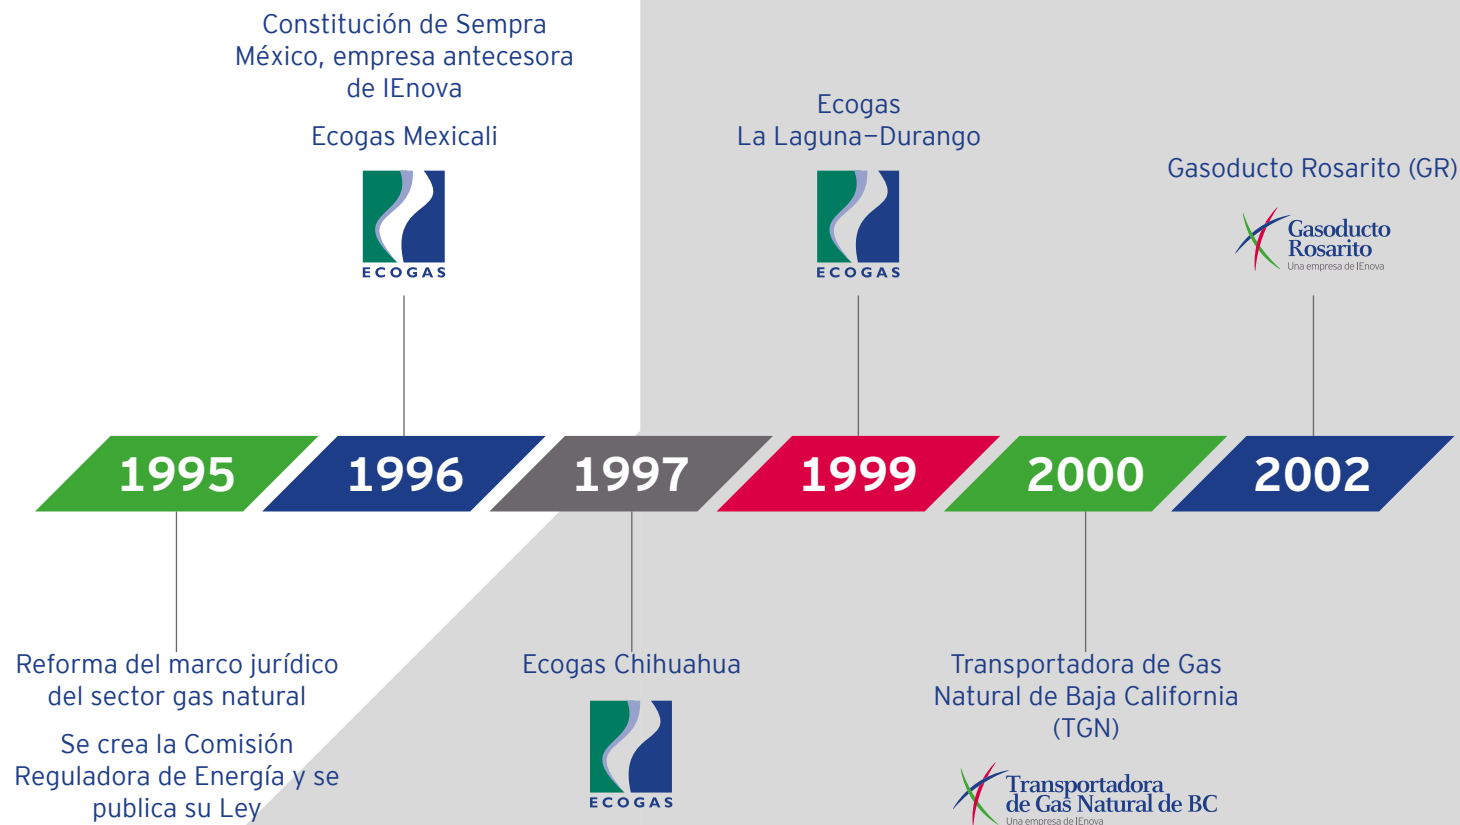 Constitución de Sempra
México, empresa antecesora
de IEnova
Ecogas Mexicali
ECOGAS
Ecogas
La Laguna–Durango
ECOGAS
Gasoducto Rosarito (GR)
Gasoducto
Rosarito
Una empresa de IEnova
1995
1996
1997
1999
2000
2002
Reforma del marco jurídico
del sector gas natural
Se crea la Comisión
Reguladora de Energía y se
publica su Ley
Ecogas Chihuahua
ECOGAS
Transportadora de Gas
Natural de Baja California
(TGN)
Transportadora
de Gas Natural de BC
Una empresa de IEnova